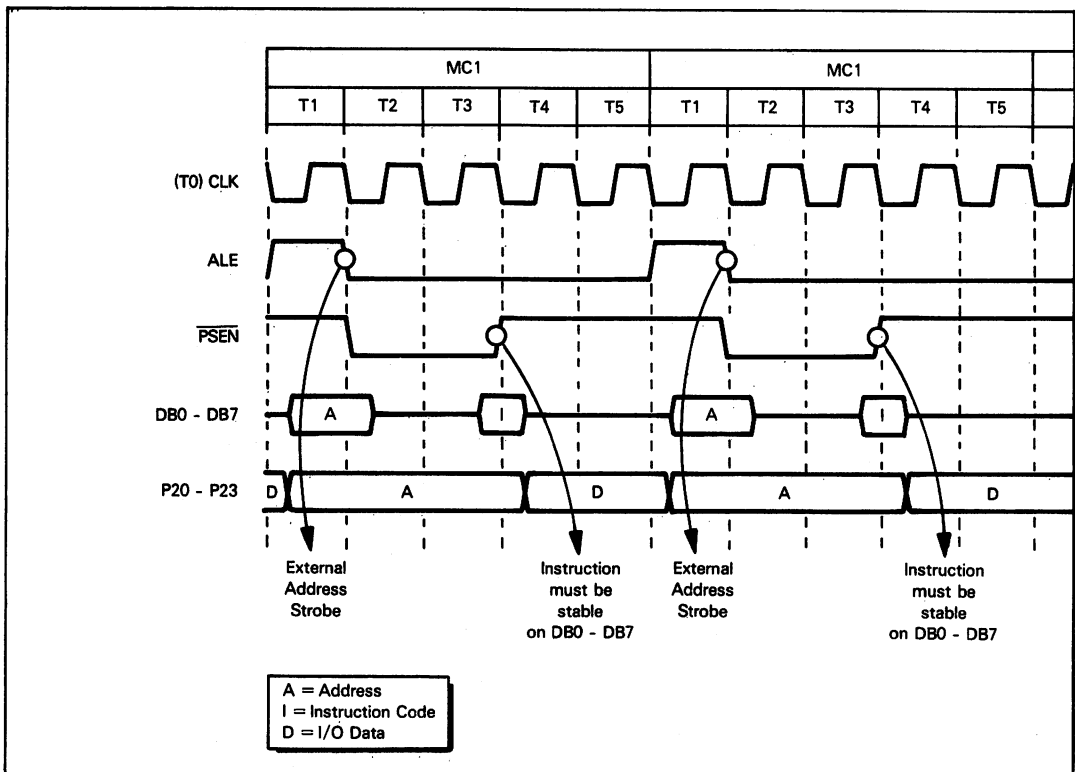 MC1 MC1
T1 T2 T3 T4 T5 T1 T2 T3 T4 T5
(T0) CLK
ALE
PSEN
DB0 - DB7 A I A I
P20 - P23 D A D A D
External
Address
Strobe
Instruction
must be
stable
on DB0 - DB7
External
Address
Strobe
Instruction
must be
stable
on DB0 - DB7
A = Address
I = Instruction Code
D = I/O Data